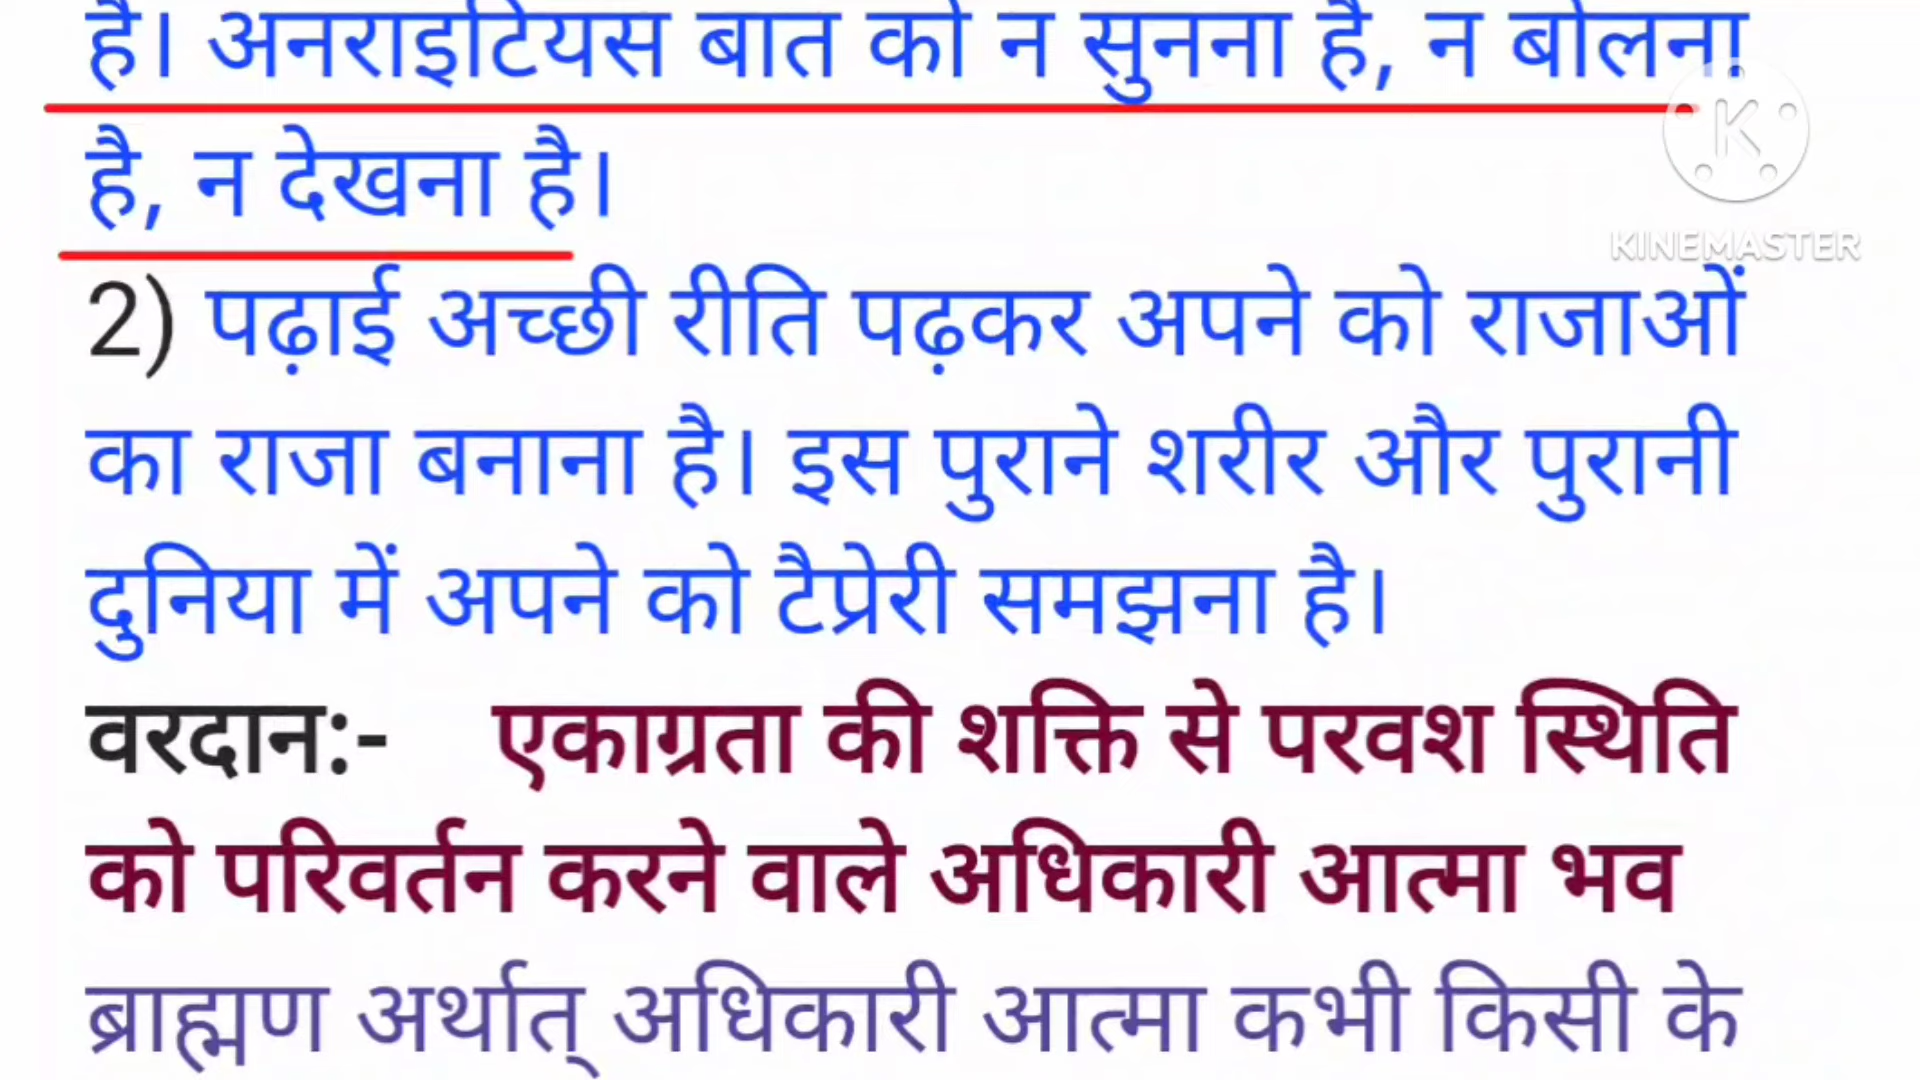 है। अनराइटियस बात को न सुनना है, न बोलना
है, न देखना है।
K
KINEMASTER
2) पढ़ाई अच्छी रीति पढ़कर अपने को राजाओं
का राजा बनाना है। इस पुराने शरीर और पुरानी
दुनिया में अपने को टैप्रेरी समझना है।
वरदान:- एकाग्रता की शक्ति से परवश स्थिति
को परिवर्तन करने वाले अधिकारी आत्मा भव
ब्राह्मण अर्थात् अधिकारी आत्मा कभी किसी के